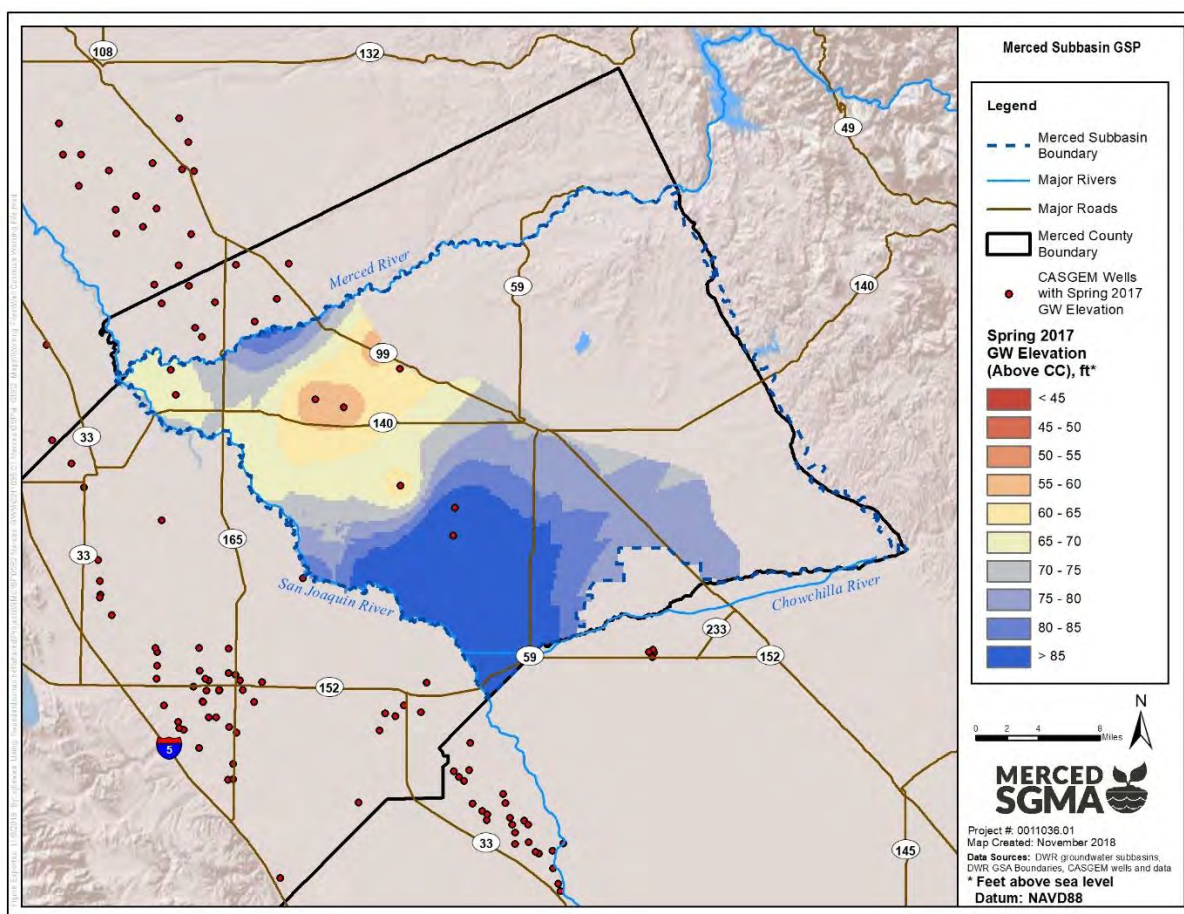 Merced Subbasin GSP
Legend
Merced Subbasin
Boundary
Major Rivers
Major Roads
Merced County
Boundary
CASGEM Wells
with Spring 2017
GW Elevation
Spring 2017
GW Elevation
(Above CC), ft*
< 45
45 - 50
50 - 55
55 - 60
60 - 65
65 - 70
70 - 75
75 - 80
80 - 85
> 85
N
0 2 4 8
Miles
MERCED
SGMA
Project #: 0011036.01
Map Created: November 2018
Data Sources: DWR groundwater subbasins,
DWR GSA Boundaries, CASGEM wells and data
* Feet above sea level
Datum: NAVD88
108
132
49
Merced River
59
140
99
140
33
165
33
San Joaquin River
Chowchilla River
233
59
152
152
5
33
145